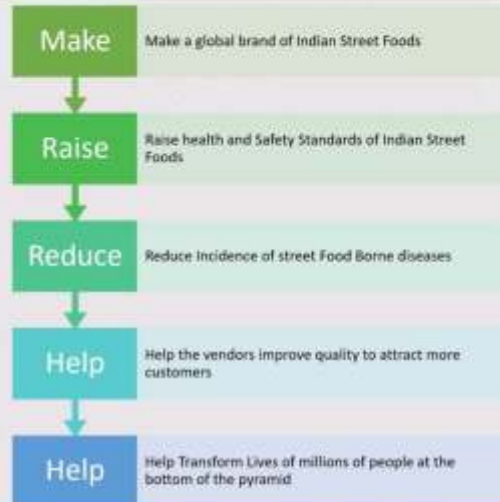 Make
Make a global brand of Indian Street Foods
Raise
Raise health and Safety Standards of Indian Street
Foods
Reduce
Reduce Incidence of street Food Borne diseases
Help
Help the vendors improve quality to attract more
customers
Help
Help Transform Lives of millions of people at the
bottom of the pyramid